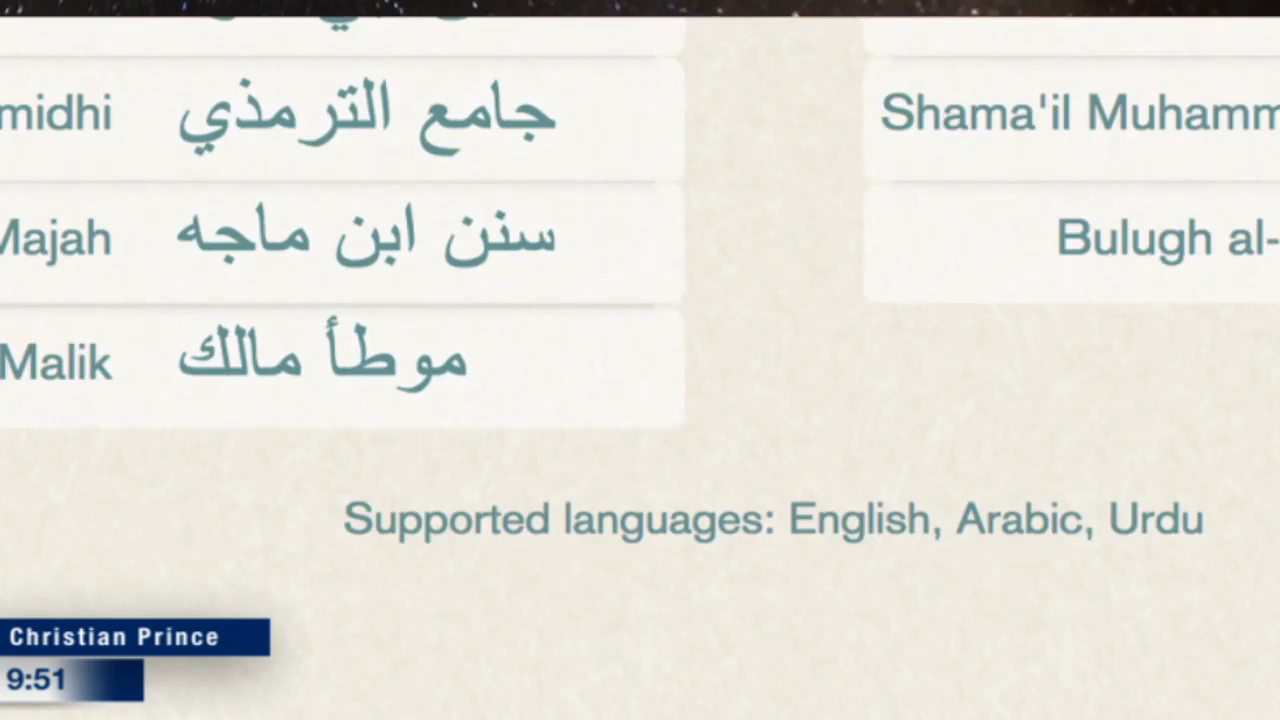 midhi جامع الترمذي
Shama'il Muhamm
Majah سنن ابن ماجه
Bulugh al-
Malik موطأ مالك
Supported languages: English, Arabic, Urdu
Christian Prince
9:51